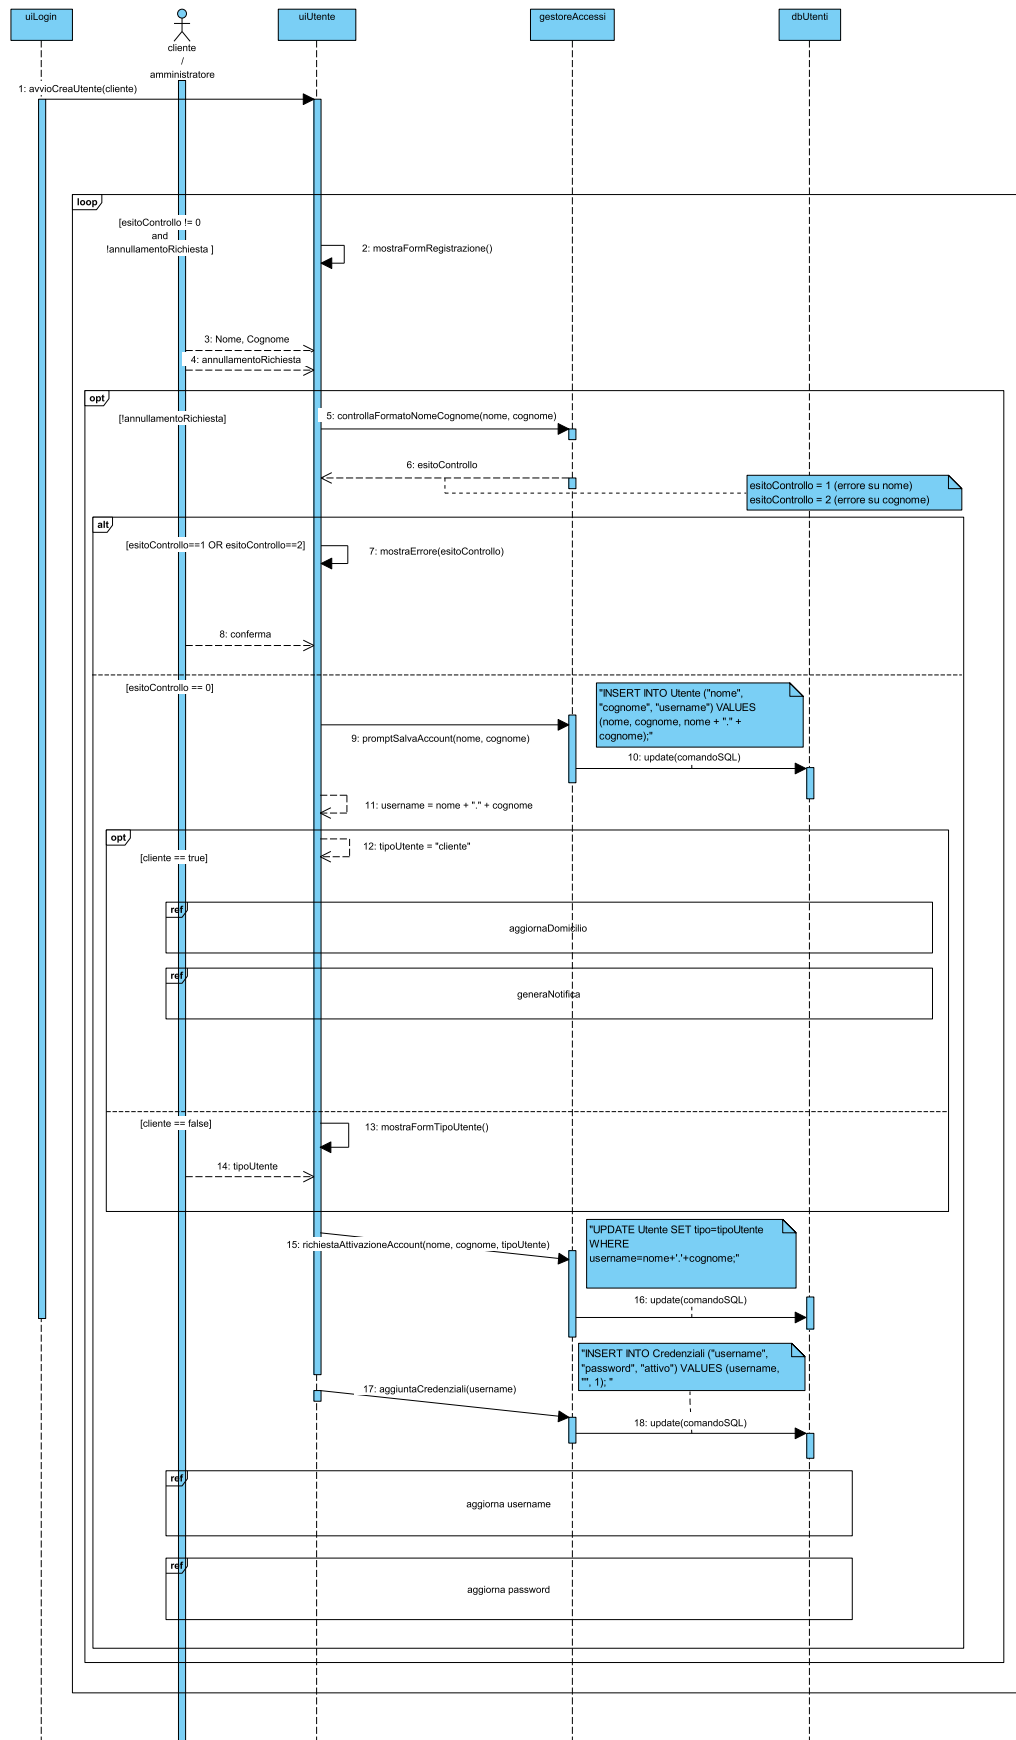 uiLogin
cliente
/
amministratore
uiUtente
gestoreAccessi
dbUtenti
1: avvioCreaUtente(cliente)
loop
[esitoControllo != 0
and
!annullamentoRichiesta ]
2: mostraFormRegistrazione()
3: Nome, Cognome
4: annullamentoRichiesta
opt
[!annullamentoRichiesta]
5: controllaFormatoNomeCognome(nome, cognome)
6: esitoControllo
esitoControllo = 1 (errore su nome)
esitoControllo = 2 (errore su cognome)
alt
[esitoControllo==1 OR esitoControllo==2]
7: mostraErrore(esitoControllo)
8: conferma
[esitoControllo == 0]
"INSERT INTO Utente ("nome",
"cognome", "username") VALUES
(nome, cognome, nome + "." +
cognome);"
9: promptSalvaAccount(nome, cognome)
10: update(comandoSQL)
11: username = nome + "." + cognome
opt
12: tipoUtente = "cliente"
[cliente == true]
ref
aggiornaDomicilio
ref
generaNotifica
[cliente == false]
13: mostraFormTipoUtente()
14: tipoUtente
"UPDATE Utente SET tipo=tipoUtente
WHERE
username=nome+'.'+cognome;"
15: richiestaAttivazioneAccount(nome, cognome, tipoUtente)
16: update(comandoSQL)
"INSERT INTO Credenziali ("username",
"password", "attivo") VALUES (username,
"", 1); "
17: aggiuntaCredenziali(username)
18: update(comandoSQL)
ref
aggiorna username
ref
aggiorna password